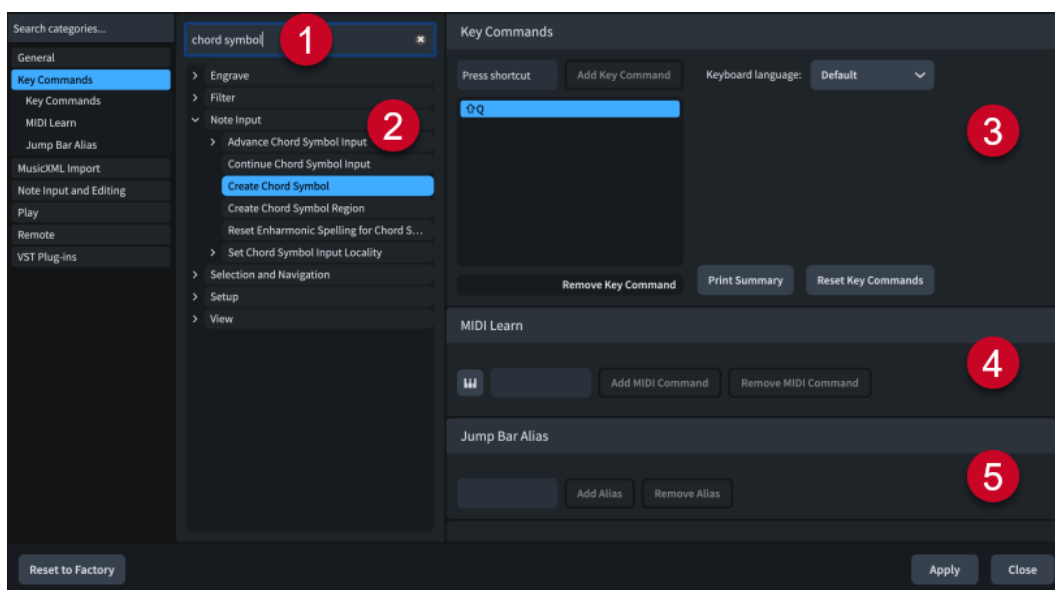 Search categories...
General
Key Commands
Key Commands
MIDI Learn
Jump Bar Alias
MusicXML Import
Note Input and Editing
Play
Remote
VST Plug-ins
chord symbol
1
Engrave
Filter
Note Input
2
Advance Chord Symbol Input
Continue Chord Symbol Input
Create Chord Symbol
Create Chord Symbol Region
Reset Enharmonic Spelling for Chord S...
Set Chord Symbol Input Locality
Selection and Navigation
Setup
View
Key Commands
Press shortcut Add Key Command Keyboard language: Default
⇧Q
3
Remove Key Command Print Summary Reset Key Commands
MIDI Learn
4
Add MIDI Command Remove MIDI Command
Jump Bar Alias
5
Add Alias Remove Alias
Reset to Factory Apply Close